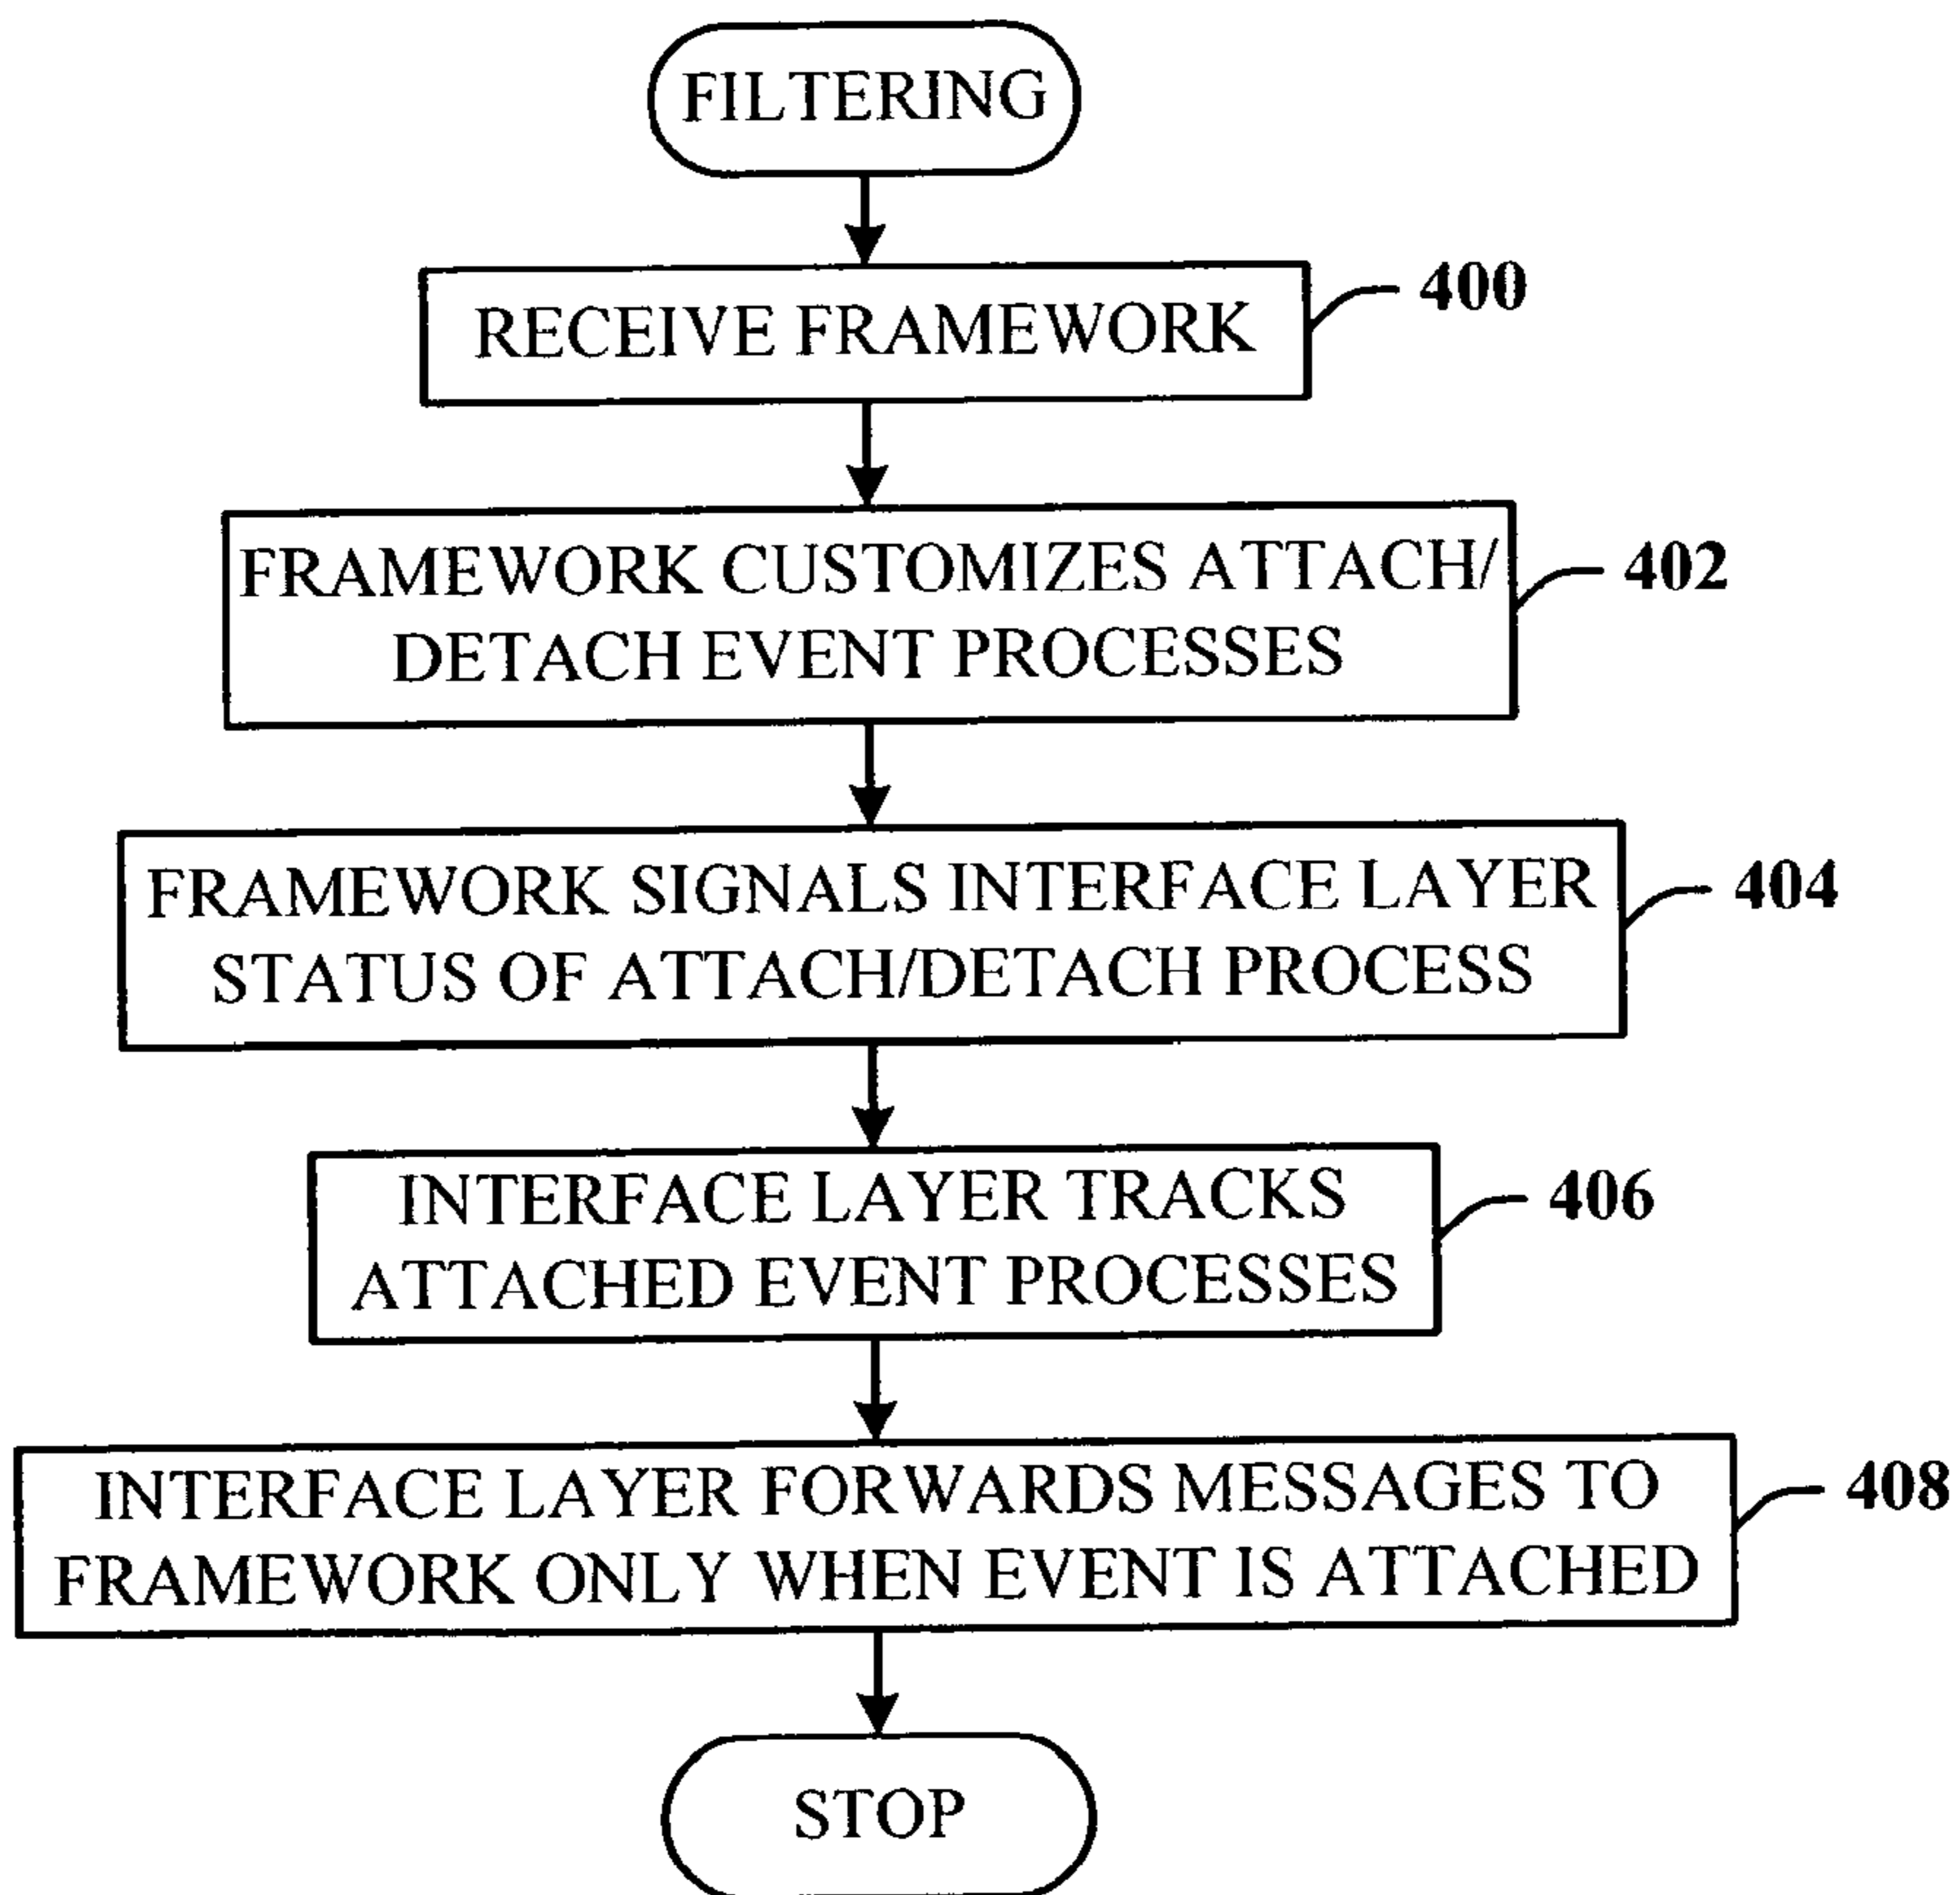 FILTERING
RECEIVE FRAMEWORK
400
FRAMEWORK CUSTOMIZES ATTACH/
DETACH EVENT PROCESSES
402
FRAMEWORK SIGNALS INTERFACE LAYER
STATUS OF ATTACH/DETACH PROCESS
404
INTERFACE LAYER TRACKS
ATTACHED EVENT PROCESSES
406
INTERFACE LAYER FORWARDS MESSAGES TO
FRAMEWORK ONLY WHEN EVENT IS ATTACHED
408
STOP